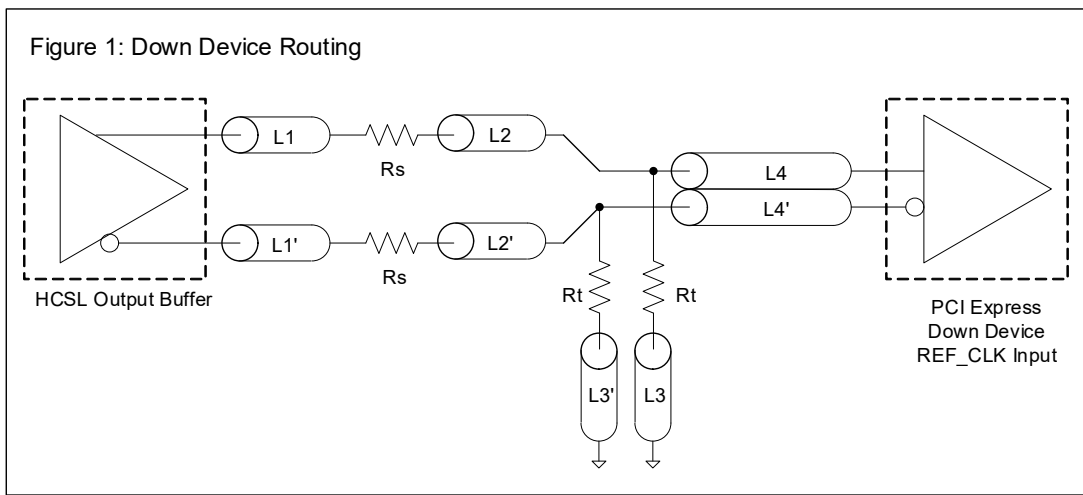 Figure 1: Down Device Routing
L1
Rs
L2
L4
L4'
L1'
Rs
L2'
HCSL Output Buffer
Rt
Rt
L3'
L3
PCI Express
Down Device
REF_CLK Input